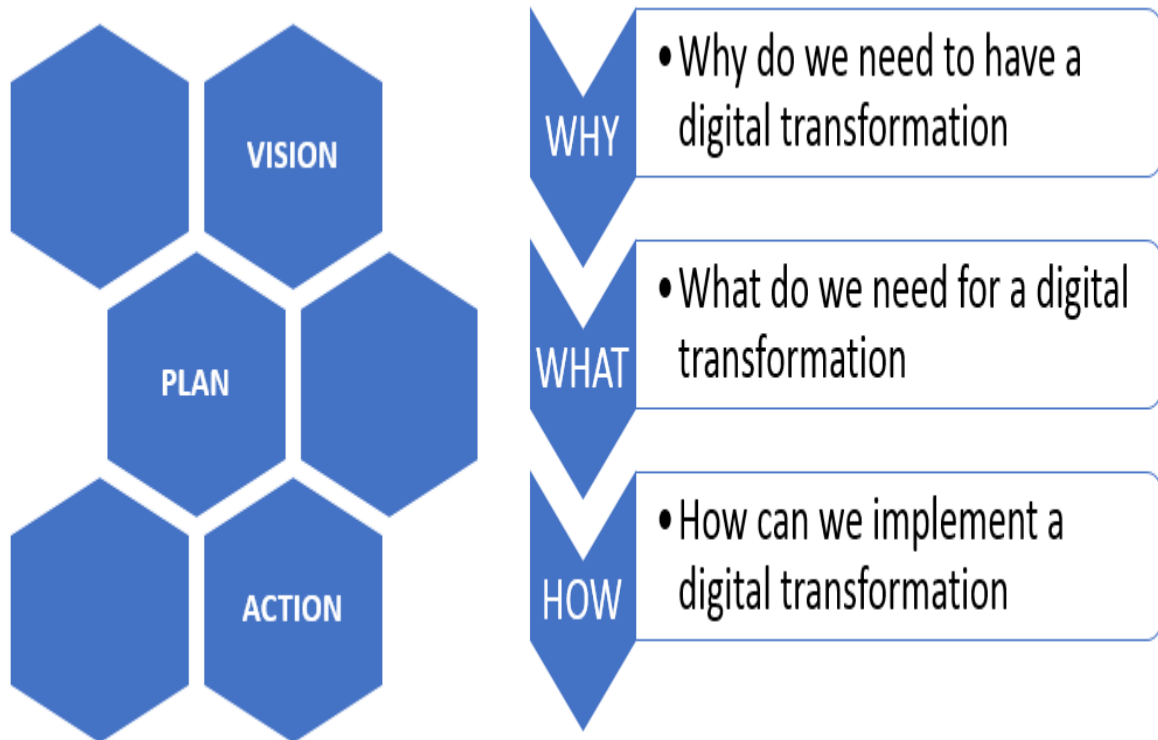 VISION
PLAN
ACTION
WHY
• Why do we need to have a
digital transformation
WHAT
• What do we need for a digital
transformation
HOW
• How can we implement a
digital transformation